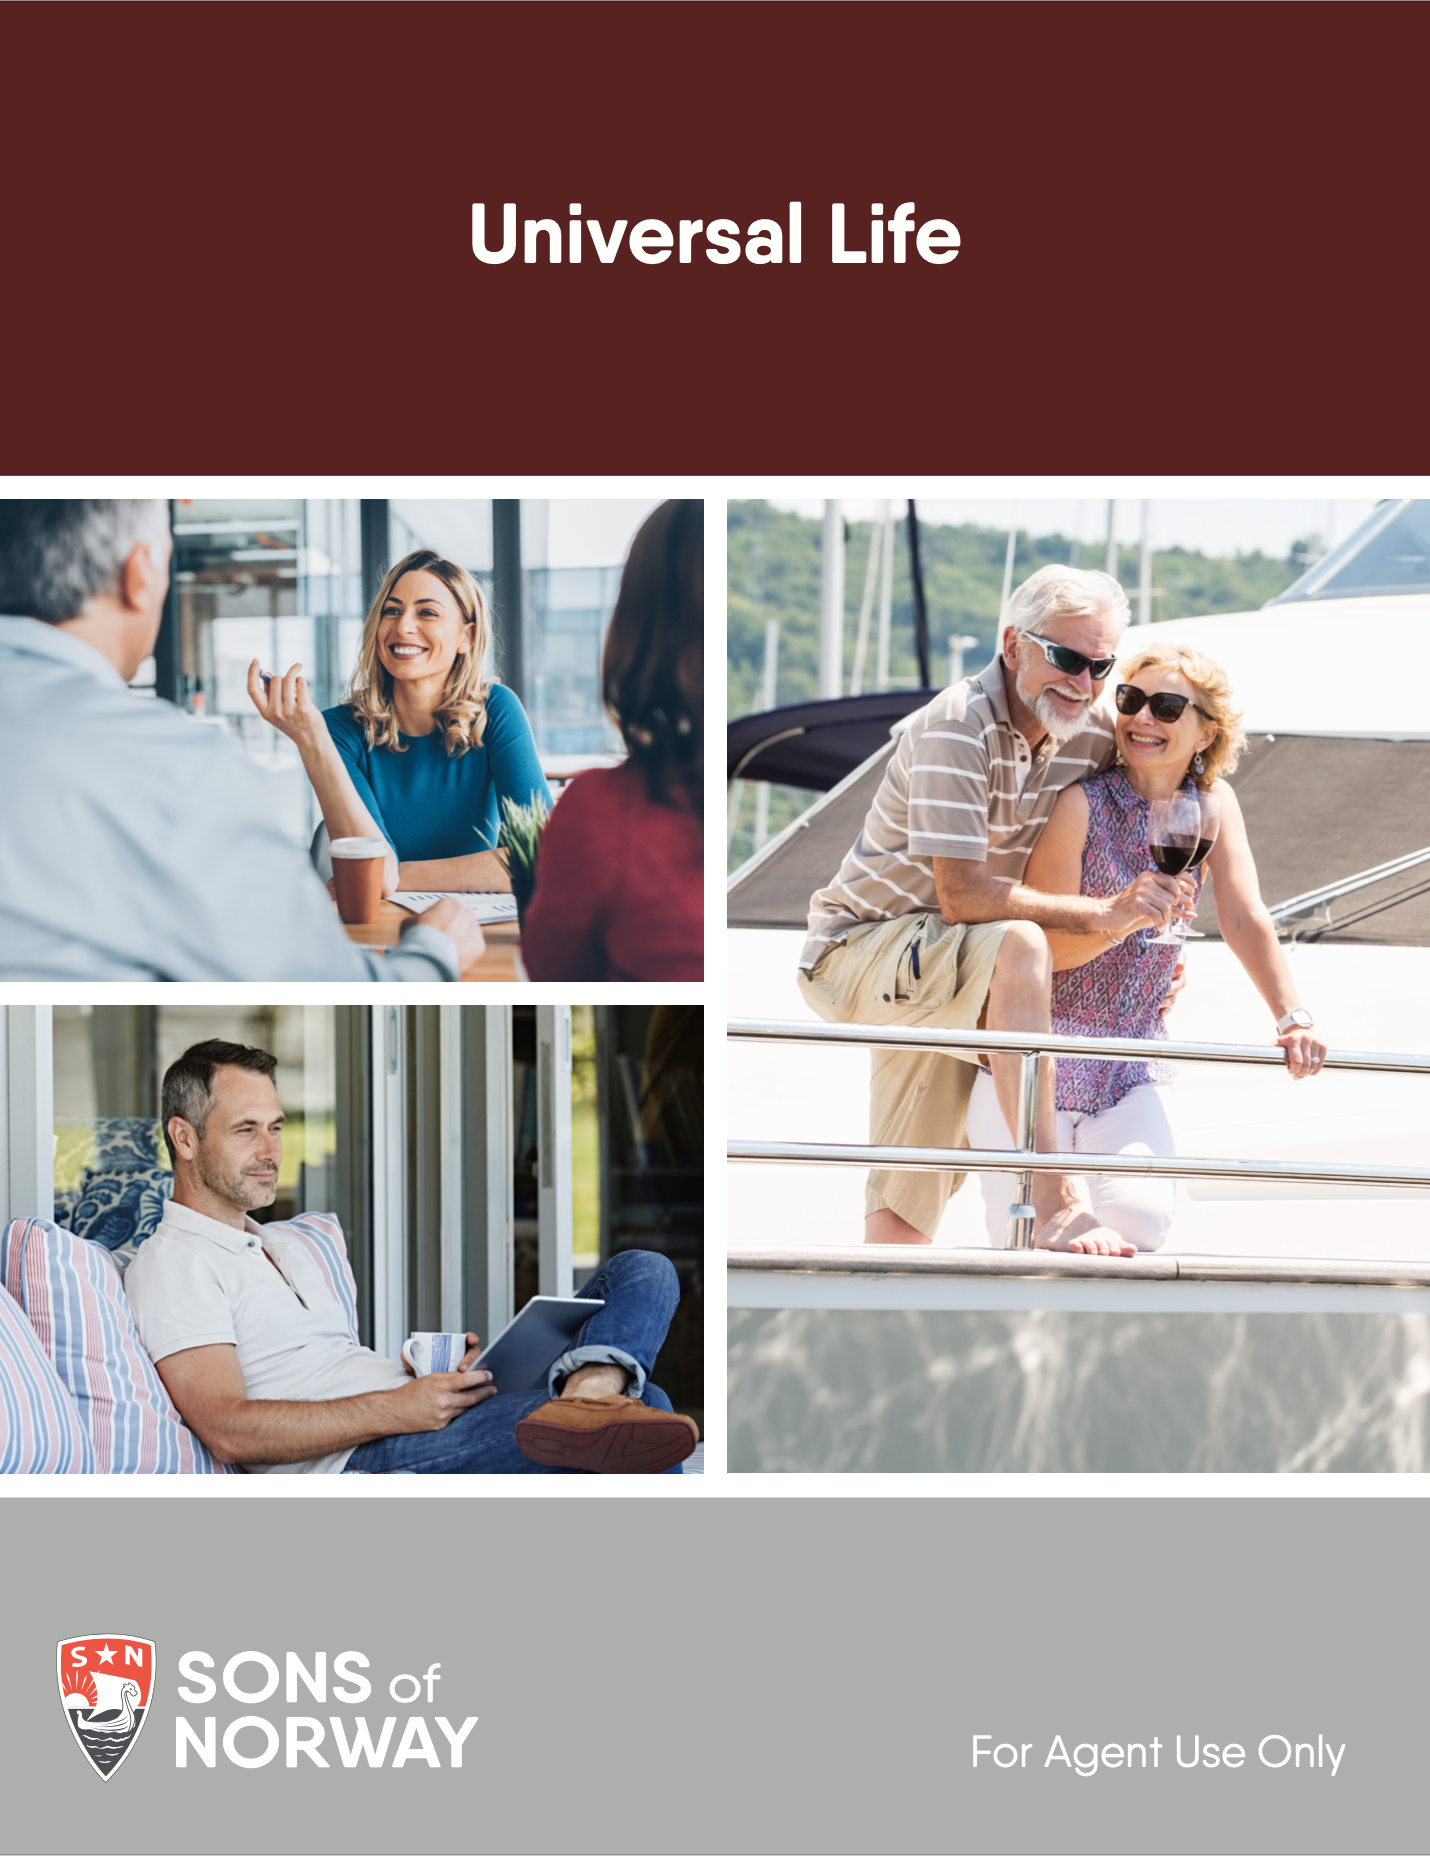 Universal Life
S★N
SONS of
NORWAY
For Agent Use Only